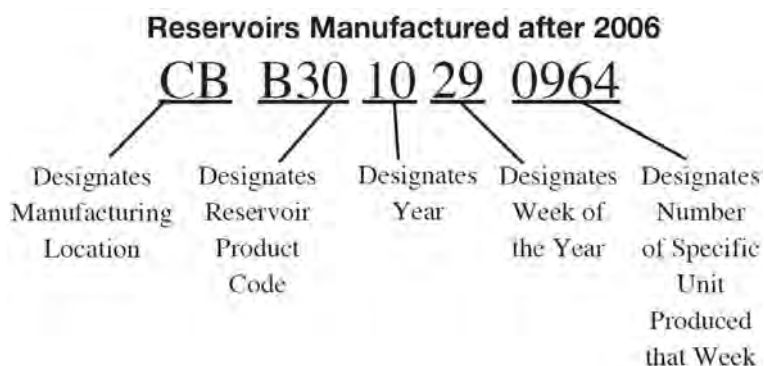 Reservoirs Manufactured after 2006
CB B30 10 29 0964
Designates
Manufacturing
Location
Designates
Reservoir
Product
Code
Designates
Year
Designates
Week of
the Year
Designates
Number
of Specific
Unit
Produced
that Week